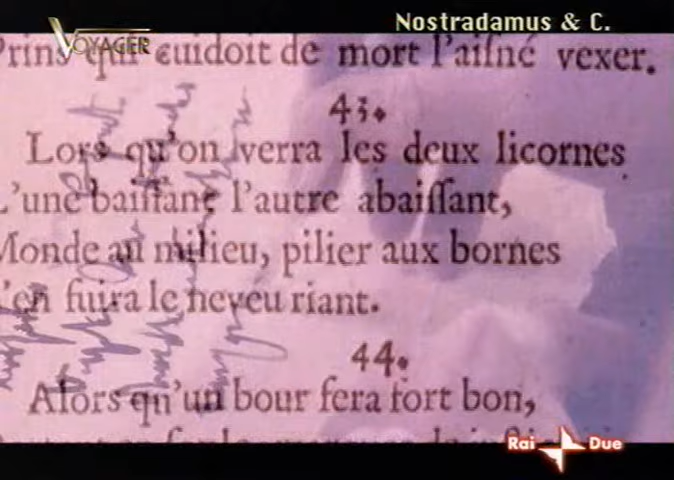 Nostradamus & C.
VOYAGER
Prins qui cuidoit de mort l'aisné vexer.
43.
Lors qu'on verra les deux licornes
L'une baissant l'autre abaissant,
Monde au milieu, pilier aux bornes
S'en fuira le neveu riant.
44.
Alors qu'un bour fera fort bon,
Rai Due